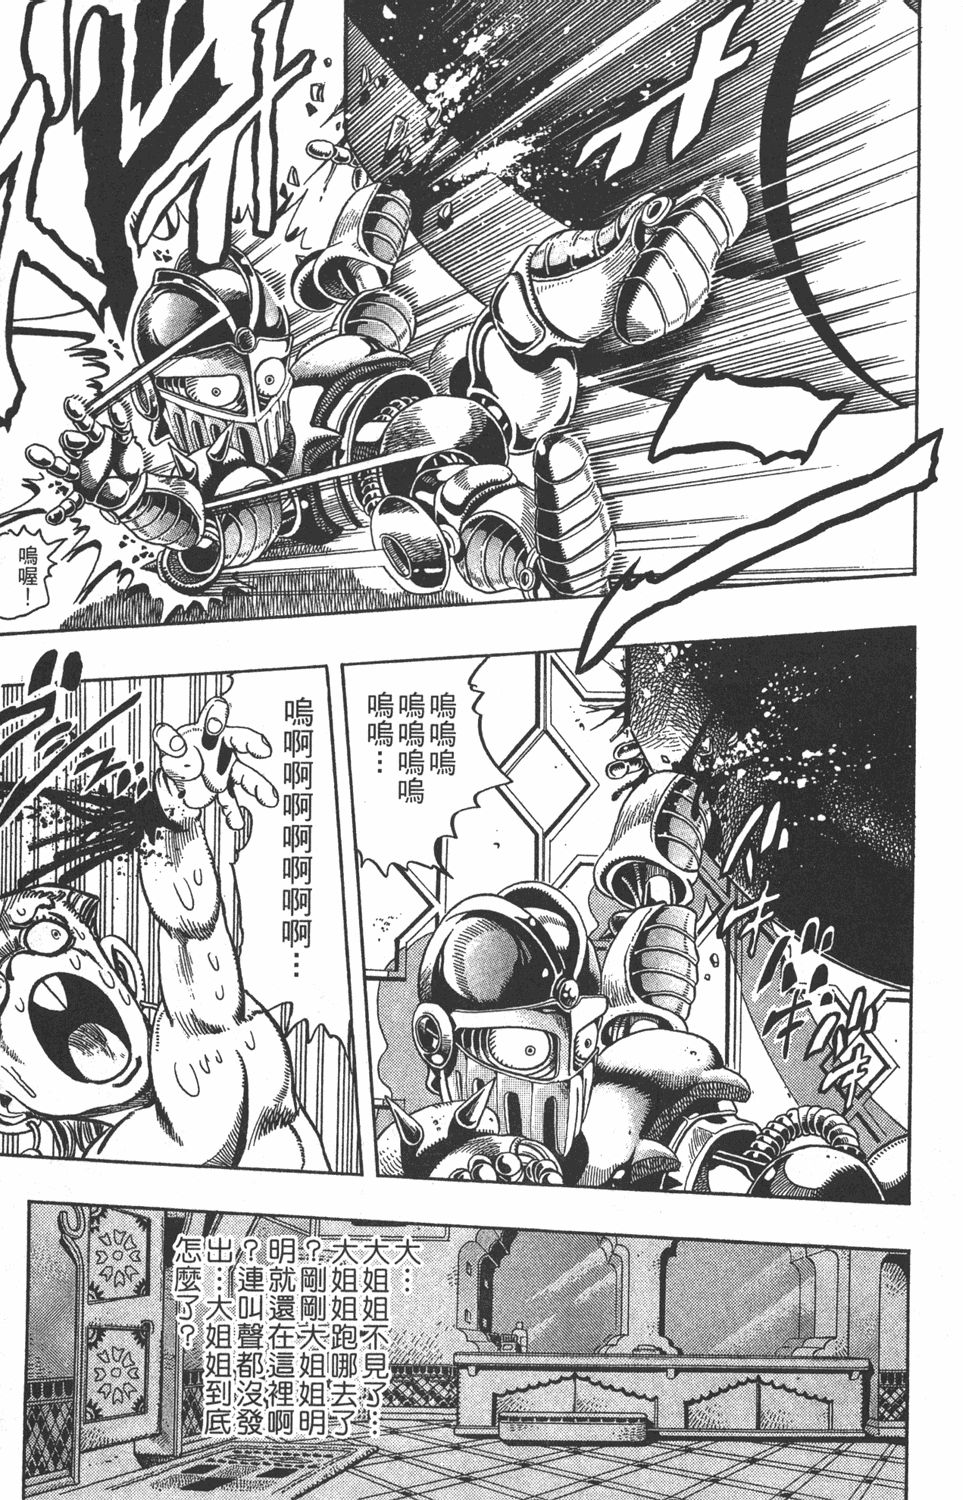 嗚喔！
嗚嗚嗚
嗚嗚嗚嗚
嗚嗚…
嗚啊啊啊啊啊啊啊…
大…
大姐姐不見了…
大姐姐跑哪去了
？剛剛大姐姐明
明就還在這裡啊
？連叫聲都沒發
出…大姐姐到底
怎麼了？